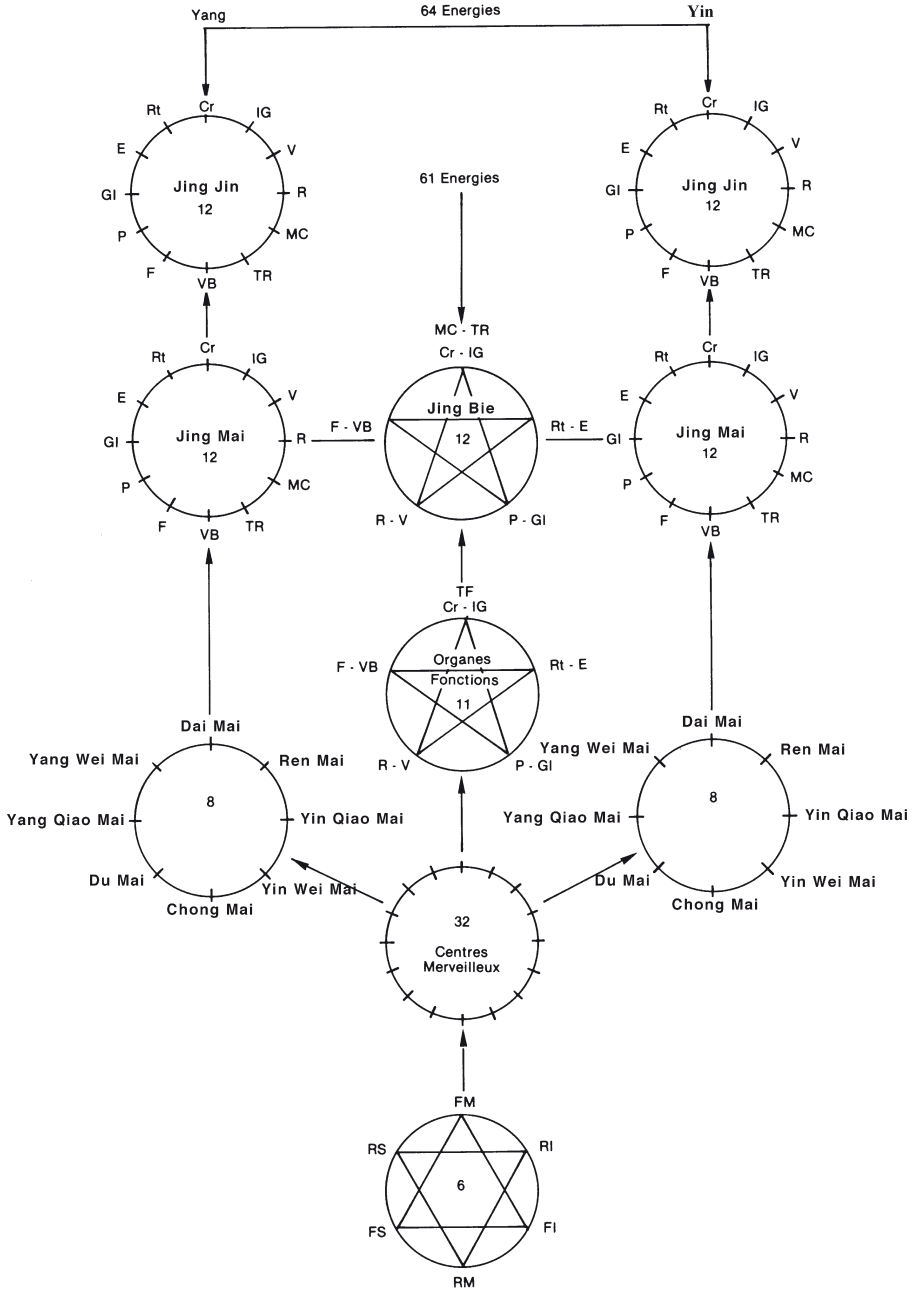 Yang
64 Energies
Yin
Cr
IG
V
R
MC
TR
VB
F
P
GI
E
Rt
Jing Jin
12
Cr
IG
V
R
MC
TR
VB
F
P
GI
E
Rt
Jing Jin
12
61 Energies
MC - TR
Cr - IG
Rt - E
P - GI
R - V
F - VB
Jing Bie
12
Cr
IG
V
R
MC
TR
VB
F
P
GI
E
Rt
Jing Mai
12
Cr
IG
V
R
MC
TR
VB
F
P
GI
E
Rt
Jing Mai
12
TF
Cr - IG
Rt - E
P - GI
R - V
F - VB
Organes
Fonctions
11
Dai Mai
Ren Mai
Yin Qiao Mai
Yin Wei Mai
Chong Mai
Du Mai
Yang Qiao Mai
Yang Wei Mai
8
Dai Mai
Ren Mai
Yin Qiao Mai
Yin Wei Mai
Chong Mai
Du Mai
Yang Qiao Mai
Yang Wei Mai
8
32
Centres
Merveilleux
FM
RI
FI
RM
FS
RS
6